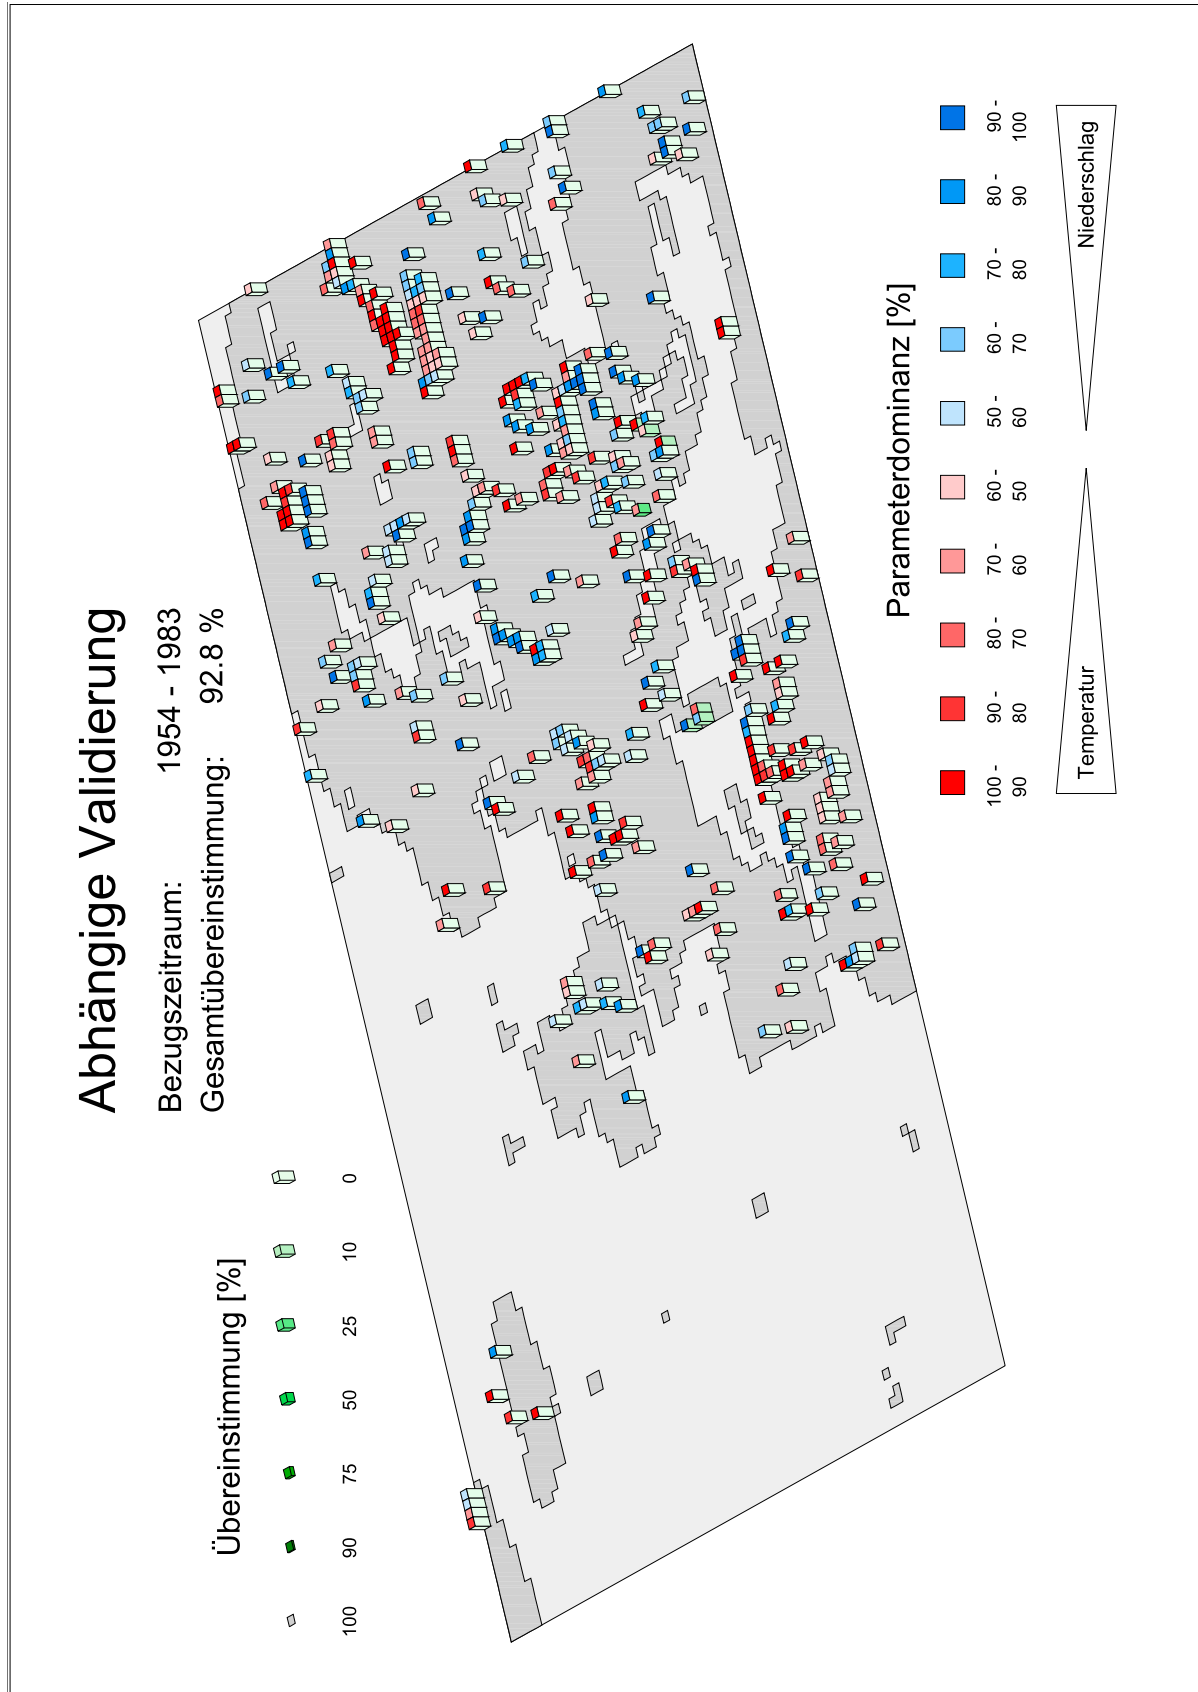 Abhängige Validierung
Bezugszeitraum: 1954 - 1983
Gesamtübereinstimmung: 92.8 %
Übereinstimmung [%]
100 90 75 50 25 10 0
Parameterdominanz [%]
100 - 90 - 80 - 70 - 60 - 50 - 60 - 70 - 80 - 90 -
90 80 70 60 50 60 70 80 90 100
Temperatur Niederschlag